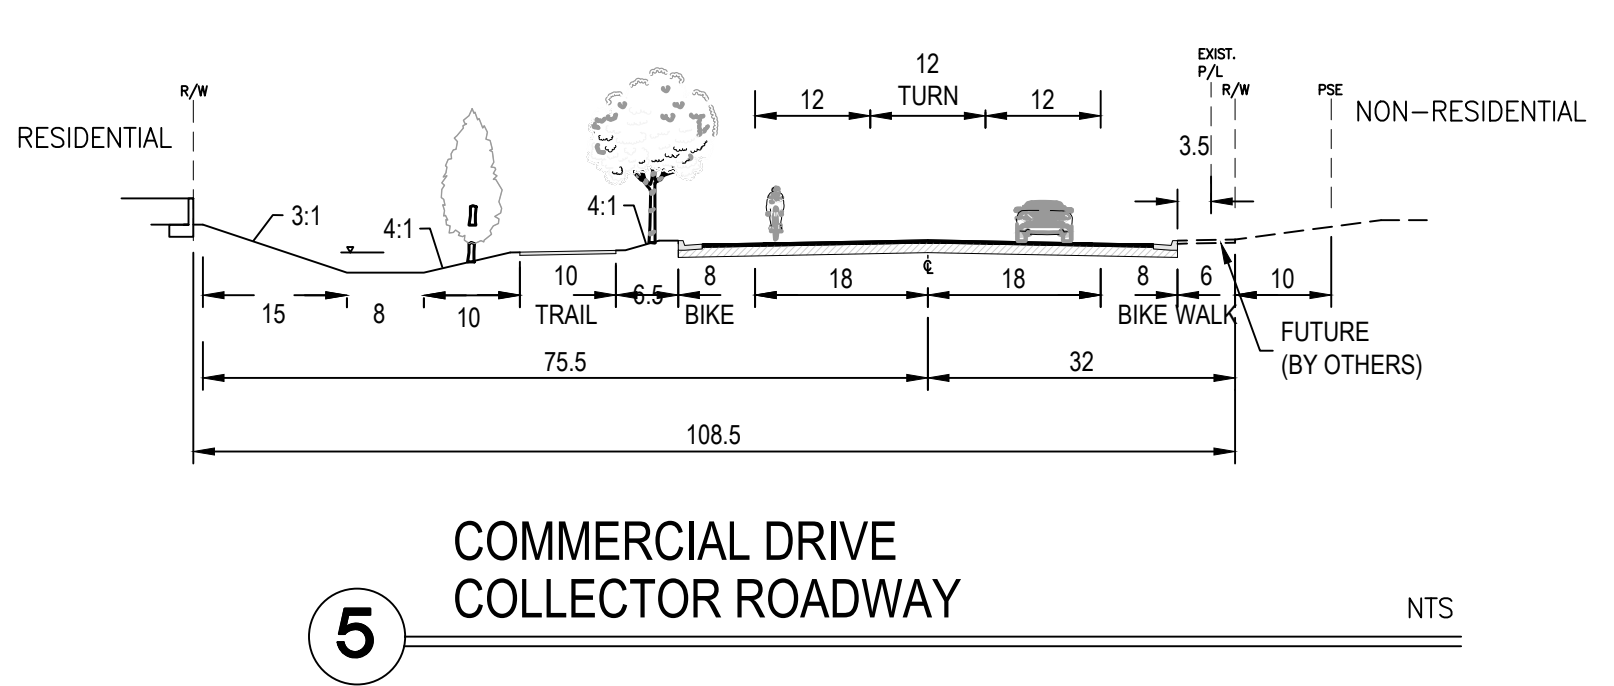 EXIST.
P/L
R/W
R/W
PSE
12
TURN
12
12
RESIDENTIAL
NON-RESIDENTIAL
3.5
3:1
4:1
4:1
℄
15
8
10
10
TRAIL
6.5
8
BIKE
18
18
8
BIKE
6
WALK
10
FUTURE
(BY OTHERS)
75.5
32
108.5
COMMERCIAL DRIVE
COLLECTOR ROADWAY
5
NTS